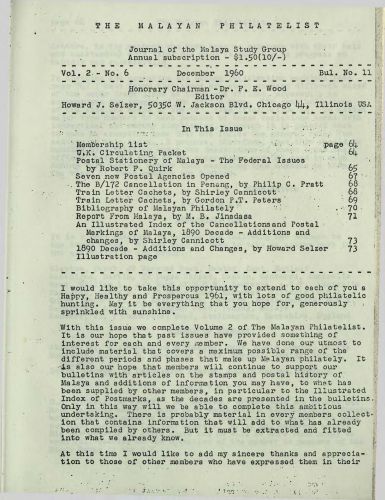 THE MALAYAN PHILATELIST
Journal of the Malaya Study Group
Annual subscription - $1.50(10/-)
Vol. 2 - No. 6 December 1960 Bul. No. 11
Honorary Chairman - Dr. F. E. Wood
Editor
Howard J. Selzer, 5035C W. Jackson Blvd. Chicago 44, Illinois USA
In This Issue
Membership list page 64
U.K. Circulating Packet 64
Postal Stationery of Malaya - The Federal Issues
by Robert F. Quirk 65
Seven new Postal Agencies Opened 67
The B/172 Cancellation in Penang, by Philip C. Pratt 68
Train Letter Cachets, by Shirley Cannicott 68
Train Letter Cachets, by Gordon P.T. Peters 69
Bibliography of Malayan Philately 70
Report From Malaya, by M. B. Jinadasa 71
An Illustrated Index of the Cancellations and Postal
Markings of Malaya, 1890 Decade - Additions and
changes, by Shirley Cannicott 73
1890 Decade - Additions and Changes, by Howard Selzer 73
Illustration page
I would like to take this opportunity to extend to each of you a
Happy, Healthy and Prosperous 1961, with lots of good philatelic
hunting. May it be everything that you hope for, generously
sprinkled with sunshine.
With this issue we complete Volume 2 of The Malayan Philatelist.
It is our hope that past issues have provided something of
interest for each and every member. We have done our utmost to
include material that covers a maximum possible range of the
different periods and phases that make up Malayan philately. It
is also our hope that members will continue to support our
bulletins with articles on the stamps and postal history of
Malaya and additions of information you may have, to what has
been supplied by other members, in particular to the Illustrated
Index of Postmarks, as the decades are presented in the bulletins.
Only in this way will we be able to complete this ambitious
undertaking. There is probably material in every members collect-
ion that contains information that will add to what has already
been compiled by others. But it must be extracted and fitted
into what we already know.
At this time I would like to add my sincere thanks and apprecia-
tion to those of other members who have expressed them in their